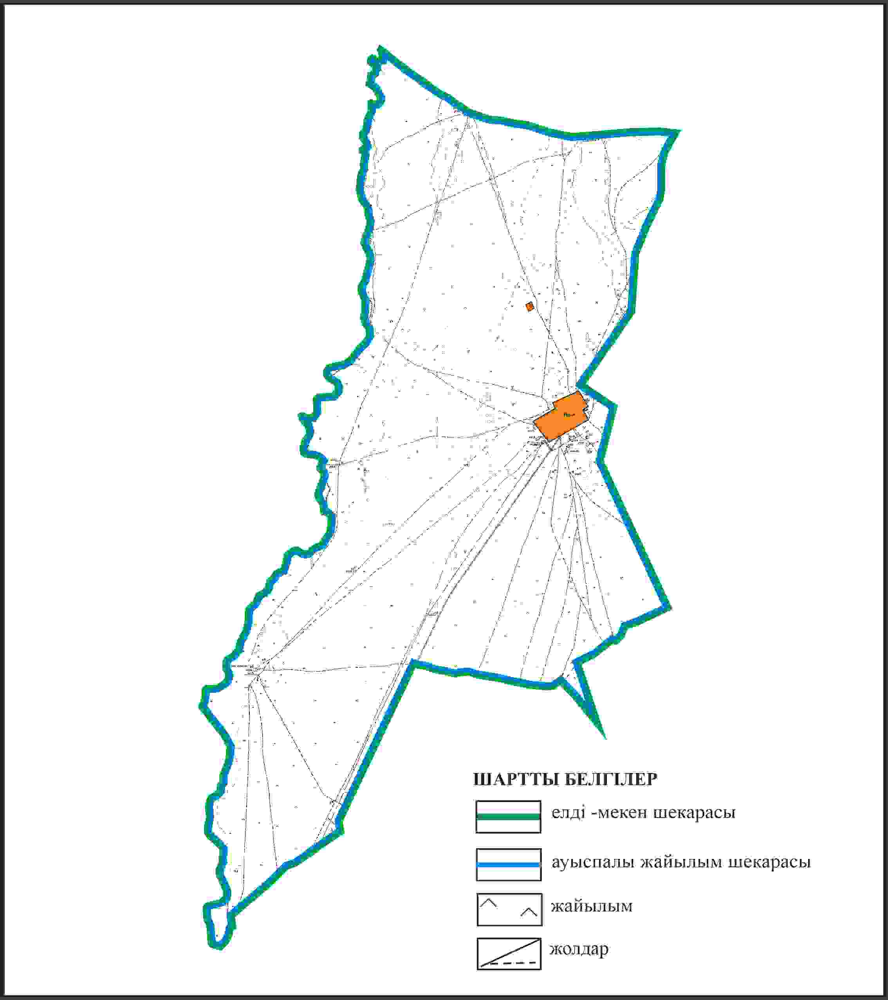 ШАРТТЫ БЕЛГІЛЕР
елді -мекен шекарасы
ауыспалы жайылым шекарасы
жайылым
жолдар